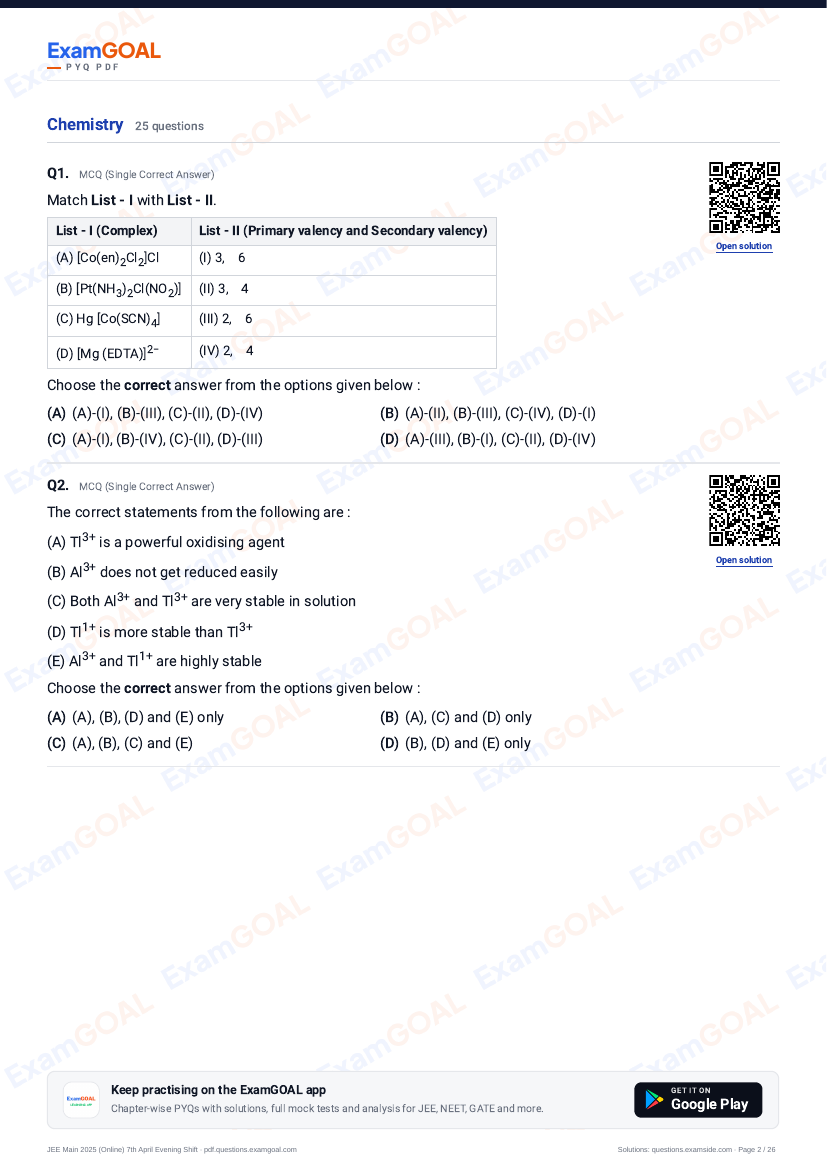 ExamGOAL
PYQ PDF
Chemistry 25 questions
Q1. MCQ (Single Correct Answer)
Open solution
Match List - I with List - II.
List - I (Complex) List - II (Primary valency and Secondary valency)
(A) [Co(en)₂Cl₂]Cl (I) 3, 6
(B) [Pt(NH₃)₂Cl(NO₂)] (II) 3, 4
(C) Hg [Co(SCN)₄] (III) 2, 6
(D) [Mg (EDTA)]²⁻ (IV) 2, 4
Choose the correct answer from the options given below :
(A) (A)-(I), (B)-(III), (C)-(II), (D)-(IV) (B) (A)-(II), (B)-(III), (C)-(IV), (D)-(I)
(C) (A)-(I), (B)-(IV), (C)-(II), (D)-(III) (D) (A)-(III), (B)-(I), (C)-(II), (D)-(IV)
Q2. MCQ (Single Correct Answer)
Open solution
The correct statements from the following are :
(A) Tl³⁺ is a powerful oxidising agent
(B) Al³⁺ does not get reduced easily
(C) Both Al³⁺ and Tl³⁺ are very stable in solution
(D) Tl¹⁺ is more stable than Tl³⁺
(E) Al³⁺ and Tl¹⁺ are highly stable
Choose the correct answer from the options given below :
(A) (A), (B), (D) and (E) only (B) (A), (C) and (D) only
(C) (A), (B), (C) and (E) (D) (B), (D) and (E) only
ExamGOAL
Keep practising on the ExamGOAL app
Chapter-wise PYQs with solutions, full mock tests and analysis for JEE, NEET, GATE and more.
GET IT ON
Google Play
JEE Main 2025 (Online) 7th April Evening Shift · pdf.questions.examgoal.com Solutions: questions.examside.com · Page 2 / 26